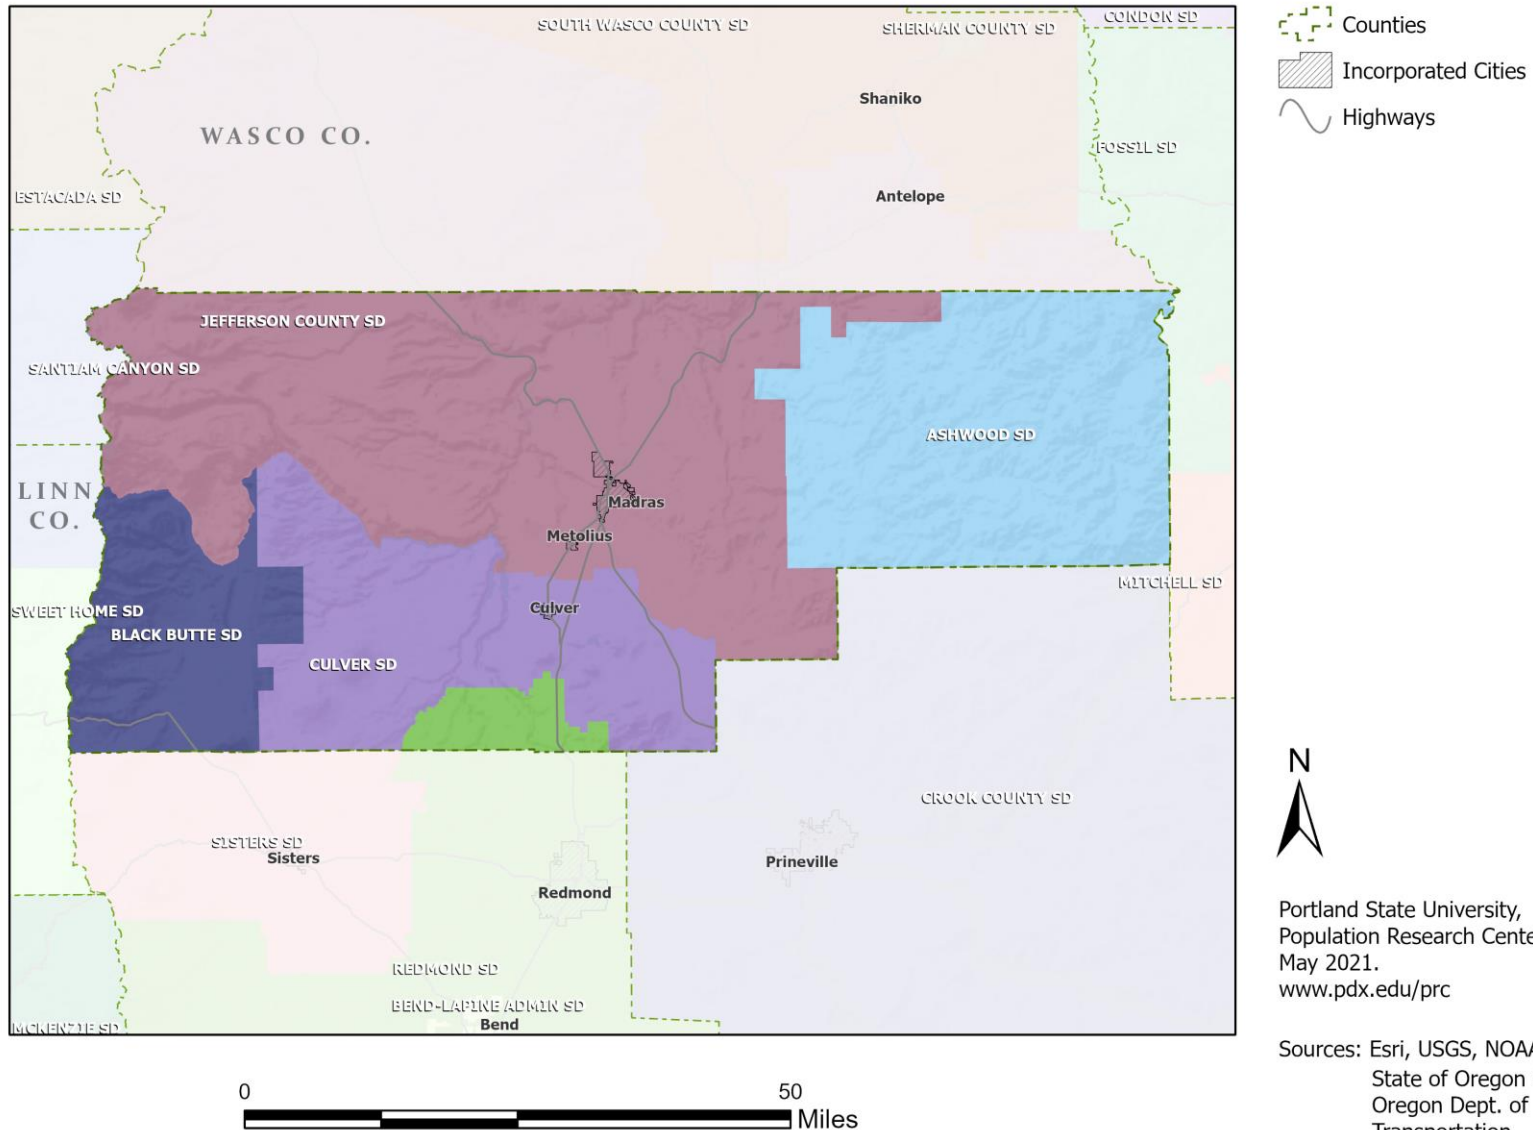 CONDON SD
SOUTH WASCO COUNTY SD
SHERMAN COUNTY SD
Shaniko
WASCO CO.
FOSSIL SD
ESTACADA SD
Antelope
JEFFERSON COUNTY SD
SANTIAM CANYON SD
ASHWOOD SD
LINN
CO.
Madras
Metolius
MITCHELL SD
SWEET HOME SD
Culver
BLACK BUTTE SD
CULVER SD
CROOK COUNTY SD
SISTERS SD
Sisters
Prineville
Redmond
REDMOND SD
BEND-LAPINE ADMIN SD
Bend
MCKENZIE SD
0 50
Miles
Counties
Incorporated Cities
Highways
N
Portland State University,
Population Research Cente
May 2021.
www.pdx.edu/prc
Sources: Esri, USGS, NOAA
State of Oregon
Oregon Dept. of
Transportation